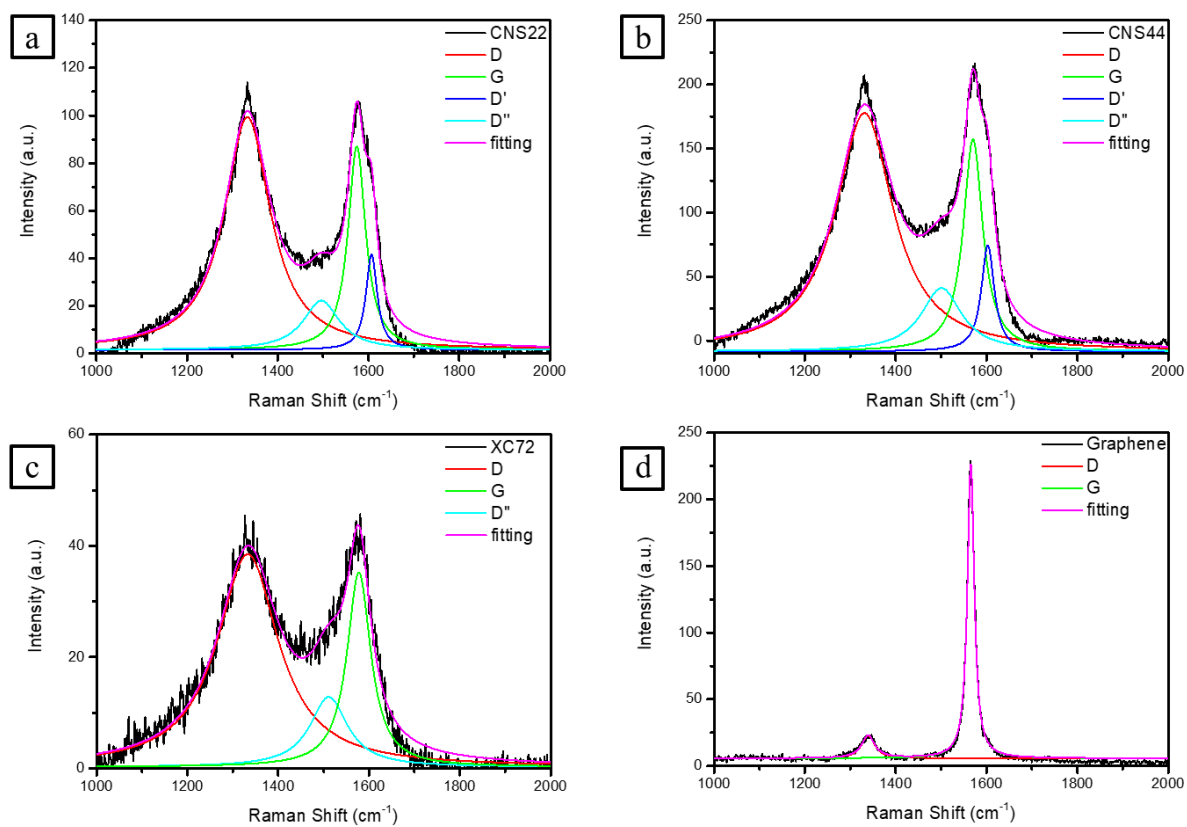 a
CNS22
D
G
D'
D"
fitting
140
120
100
80
60
40
20
0
Intensity (a.u.)
1000 1200 1400 1600 1800 2000
Raman Shift (cm⁻¹)
b
CNS44
D
G
D'
D"
fitting
250
200
150
100
50
0
Intensity (a.u.)
1000 1200 1400 1600 1800 2000
Raman Shift (cm⁻¹)
c
XC72
D
G
D"
fitting
60
40
20
0
Intensity (a.u.)
1000 1200 1400 1600 1800 2000
Raman Shift (cm⁻¹)
d
Graphene
D
G
fitting
250
200
150
100
50
0
Intensity (a.u.)
1000 1200 1400 1600 1800 2000
Raman Shift (cm⁻¹)